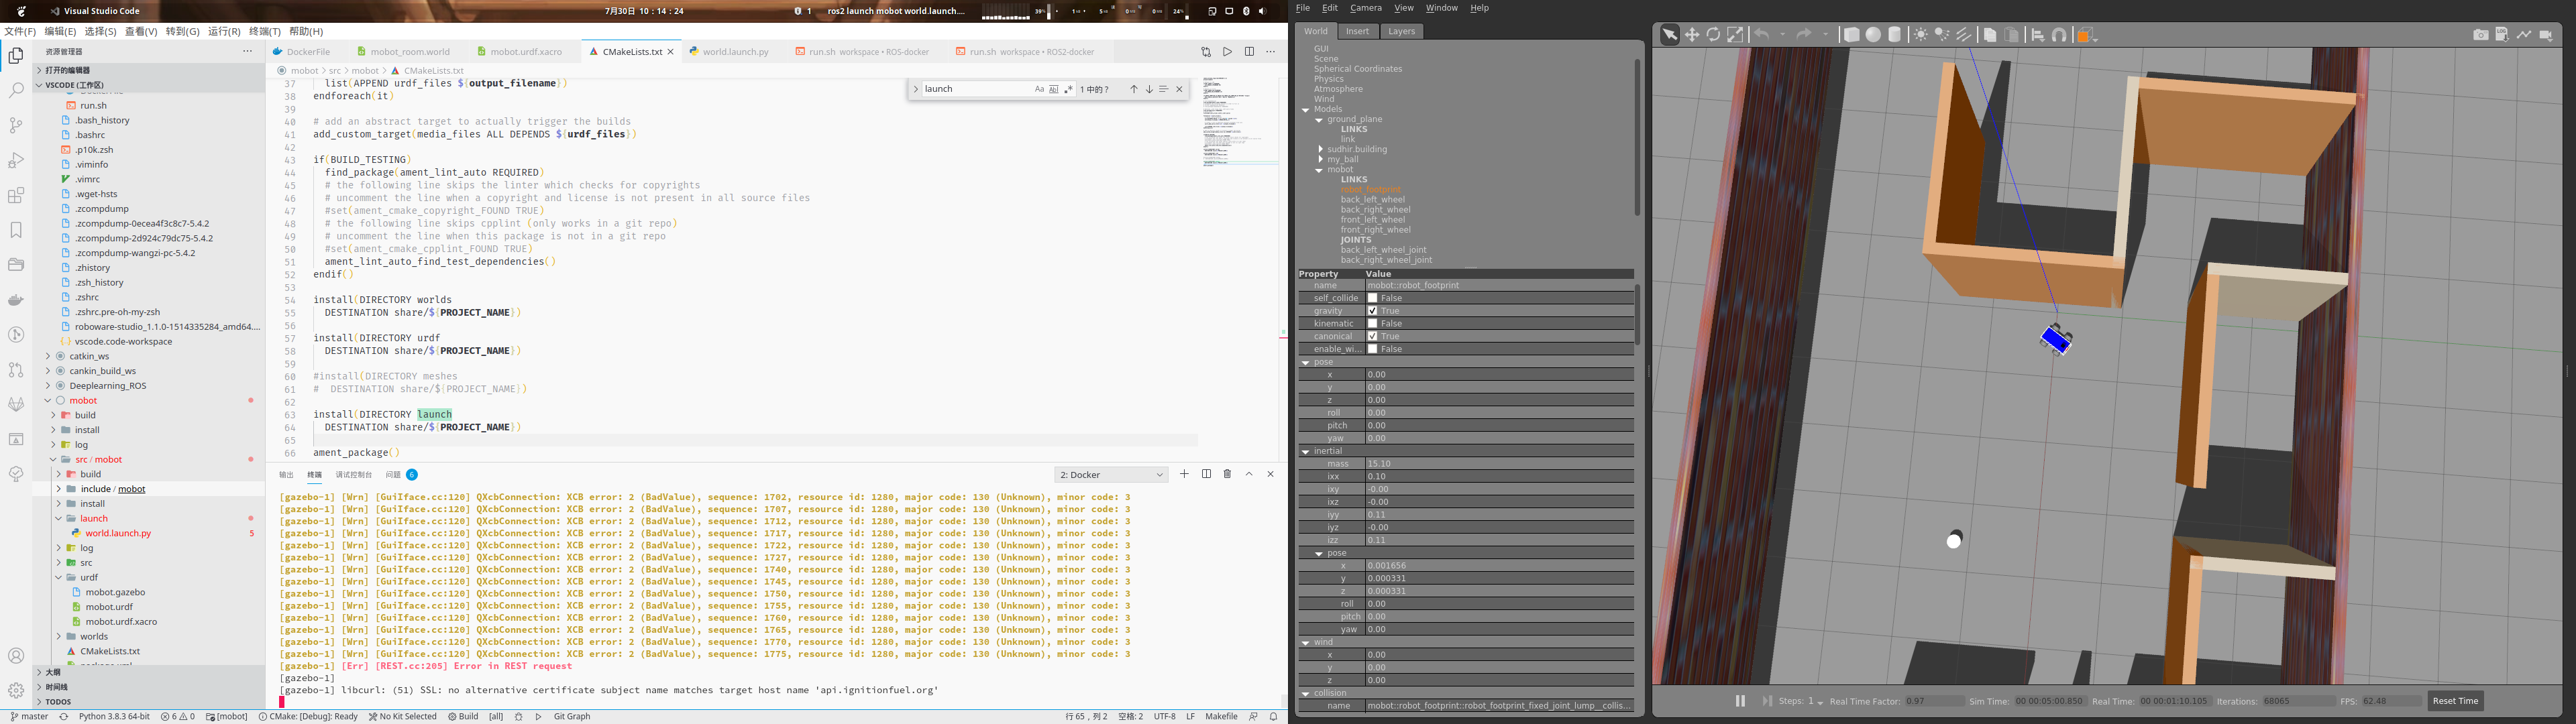 Visual Studio Code
7月30日 10:14:24
1 ros2 launch mobot world.launch....
39%
24%
文件(F) 编辑(E) 选择(S) 查看(V) 转到(G) 运行(R) 终端(T) 帮助(H)
资源管理器
打开的编辑器
VSCODE (工作区)
run.sh
.bash_history
.bashrc
.p10k.zsh
.viminfo
.vimrc
.wget-hsts
.zcompdump
.zcompdump-0ecea4f3c8c7-5.4.2
.zcompdump-2d924c79dc75-5.4.2
.zcompdump-wangzi-pc-5.4.2
.zhistory
.zsh_history
.zshrc
.zshrc.pre-oh-my-zsh
roboware-studio_1.1.0-1514335284_amd64....
vscode.code-workspace
catkin_ws
cankin_build_ws
Deeplearning_ROS
mobot
build
install
log
src / mobot
build
include / mobot
install
launch
world.launch.py 5
log
src
urdf
mobot.gazebo
mobot.urdf
mobot.urdf.xacro
worlds
CMakeLists.txt
大纲
时间线
TODOS
DockerFile
mobot_room.world
mobot.urdf.xacro
CMakeLists.txt
world.launch.py
run.sh workspace • ROS-docker
run.sh workspace • ROS2-docker
mobot > src > mobot > CMakeLists.txt
launch
Aa
1 中的 ?
37 list(APPEND urdf_files ${output_filename})
38 endforeach(it)
39
40 # add an abstract target to actually trigger the builds
41 add_custom_target(media_files ALL DEPENDS ${urdf_files})
42
43 if(BUILD_TESTING)
44 find_package(ament_lint_auto REQUIRED)
45 # the following line skips the linter which checks for copyrights
46 # uncomment the line when a copyright and license is not present in all source files
47 #set(ament_cmake_copyright_FOUND TRUE)
48 # the following line skips cpplint (only works in a git repo)
49 # uncomment the line when this package is not in a git repo
50 #set(ament_cmake_cpplint_FOUND TRUE)
51 ament_lint_auto_find_test_dependencies()
52 endif()
53
54 install(DIRECTORY worlds
55 DESTINATION share/${PROJECT_NAME})
56
57 install(DIRECTORY urdf
58 DESTINATION share/${PROJECT_NAME})
59
60 #install(DIRECTORY meshes
61 # DESTINATION share/${PROJECT_NAME})
62
63 install(DIRECTORY launch
64 DESTINATION share/${PROJECT_NAME})
65
66 ament_package()
输出 终端 调试控制台 问题 6
2: Docker
[gazebo-1] [Wrn] [GuiIface.cc:120] QXcbConnection: XCB error: 2 (BadValue), sequence: 1702, resource id: 1280, major code: 130 (Unknown), minor code: 3
[gazebo-1] [Wrn] [GuiIface.cc:120] QXcbConnection: XCB error: 2 (BadValue), sequence: 1707, resource id: 1280, major code: 130 (Unknown), minor code: 3
[gazebo-1] [Wrn] [GuiIface.cc:120] QXcbConnection: XCB error: 2 (BadValue), sequence: 1712, resource id: 1280, major code: 130 (Unknown), minor code: 3
[gazebo-1] [Wrn] [GuiIface.cc:120] QXcbConnection: XCB error: 2 (BadValue), sequence: 1717, resource id: 1280, major code: 130 (Unknown), minor code: 3
[gazebo-1] [Wrn] [GuiIface.cc:120] QXcbConnection: XCB error: 2 (BadValue), sequence: 1722, resource id: 1280, major code: 130 (Unknown), minor code: 3
[gazebo-1] [Wrn] [GuiIface.cc:120] QXcbConnection: XCB error: 2 (BadValue), sequence: 1727, resource id: 1280, major code: 130 (Unknown), minor code: 3
[gazebo-1] [Wrn] [GuiIface.cc:120] QXcbConnection: XCB error: 2 (BadValue), sequence: 1740, resource id: 1280, major code: 130 (Unknown), minor code: 3
[gazebo-1] [Wrn] [GuiIface.cc:120] QXcbConnection: XCB error: 2 (BadValue), sequence: 1745, resource id: 1280, major code: 130 (Unknown), minor code: 3
[gazebo-1] [Wrn] [GuiIface.cc:120] QXcbConnection: XCB error: 2 (BadValue), sequence: 1750, resource id: 1280, major code: 130 (Unknown), minor code: 3
[gazebo-1] [Wrn] [GuiIface.cc:120] QXcbConnection: XCB error: 2 (BadValue), sequence: 1755, resource id: 1280, major code: 130 (Unknown), minor code: 3
[gazebo-1] [Wrn] [GuiIface.cc:120] QXcbConnection: XCB error: 2 (BadValue), sequence: 1760, resource id: 1280, major code: 130 (Unknown), minor code: 3
[gazebo-1] [Wrn] [GuiIface.cc:120] QXcbConnection: XCB error: 2 (BadValue), sequence: 1765, resource id: 1280, major code: 130 (Unknown), minor code: 3
[gazebo-1] [Wrn] [GuiIface.cc:120] QXcbConnection: XCB error: 2 (BadValue), sequence: 1770, resource id: 1280, major code: 130 (Unknown), minor code: 3
[gazebo-1] [Wrn] [GuiIface.cc:120] QXcbConnection: XCB error: 2 (BadValue), sequence: 1775, resource id: 1280, major code: 130 (Unknown), minor code: 3
[gazebo-1] [Err] [REST.cc:205] Error in REST request
[gazebo-1]
[gazebo-1] libcurl: (51) SSL: no alternative certificate subject name matches target host name 'api.ignitionfuel.org'
master Python 3.8.3 64-bit 6 0 [mobot] CMake: [Debug]: Ready No Kit Selected Build [all] Git Graph
行 65，列 2 空格: 2 UTF-8 LF Makefile
File Edit Camera View Window Help
World Insert Layers
GUI
Scene
Spherical Coordinates
Physics
Atmosphere
Wind
Models
ground_plane
LINKS
link
sudhir.building
my_ball
mobot
LINKS
robot_footprint
back_left_wheel
back_right_wheel
front_left_wheel
front_right_wheel
JOINTS
back_left_wheel_joint
back_right_wheel_joint
Property Value
name mobot::robot_footprint
self_collide False
gravity True
kinematic False
canonical True
enable_wi... False
pose
x 0.00
y 0.00
z 0.00
roll 0.00
pitch 0.00
yaw 0.00
inertial
mass 15.10
ixx 0.10
ixy -0.00
ixz -0.00
iyy 0.11
iyz -0.00
izz 0.11
pose
x 0.001656
y 0.000331
z 0.000331
roll 0.00
pitch 0.00
yaw 0.00
wind
x 0.00
y 0.00
z 0.00
collision
name mobot::robot_footprint::robot_footprint_fixed_joint_lump__collis...
LOG
Steps: 1 Real Time Factor: 0.97 Sim Time: 00 00:05:00.850 Real Time: 00 00:01:10.105 Iterations: 68065 FPS: 62.48 Reset Time